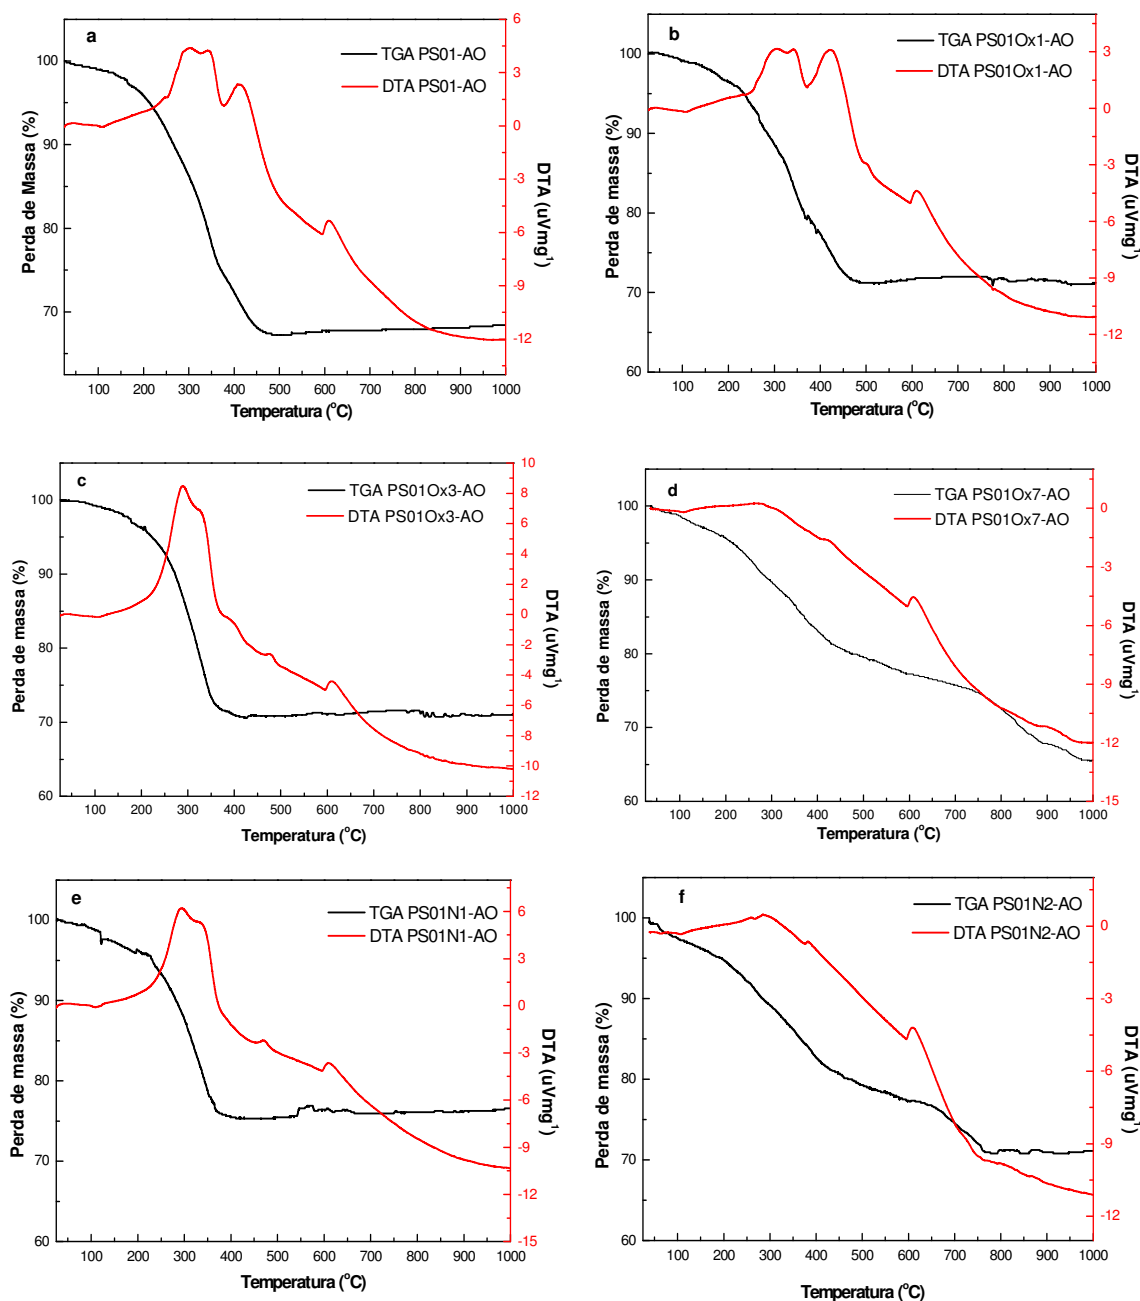 a
TGA PS01-AO
DTA PS01-AO
Perda de Massa (%)
100
90
80
70
6
3
0
-3
-6
-9
-12
DTA (uVmg¹)
100 200 300 400 500 600 700 800 900 1000
Temperatura (°C)
b
TGA PS01Ox1-AO
DTA PS01Ox1-AO
Perda de massa (%)
100
90
80
70
60
3
0
-3
-6
-9
-12
DTA (uVmg¹)
100 200 300 400 500 600 700 800 900 1000
Temperatura (°C)
c
TGA PS01Ox3-AO
DTA PS01Ox3-AO
Perda de massa (%)
100
90
80
70
60
10
8
6
4
2
0
-2
-4
-6
-8
-10
-12
DTA (uVmg¹)
100 200 300 400 500 600 700 800 900 1000
Temperatura (°C)
d
TGA PS01Ox7-AO
DTA PS01Ox7-AO
Perda de massa (%)
100
90
80
70
60
0
-3
-6
-9
-12
-15
DTA (uVmg¹)
100 200 300 400 500 600 700 800 900 1000
Temperatura (°C)
e
TGA PS01N1-AO
DTA PS01N1-AO
Perda de massa (%)
100
90
80
70
60
6
3
0
-3
-6
-9
-12
-15
DTA (uVmg¹)
100 200 300 400 500 600 700 800 900 1000
Temperatura (°C)
f
TGA PS01N2-AO
DTA PS01N2-AO
Perda de massa (%)
100
90
80
70
60
0
-3
-6
-9
-12
DTA (uVmg¹)
100 200 300 400 500 600 700 800 900 1000
Temperatura (°C)